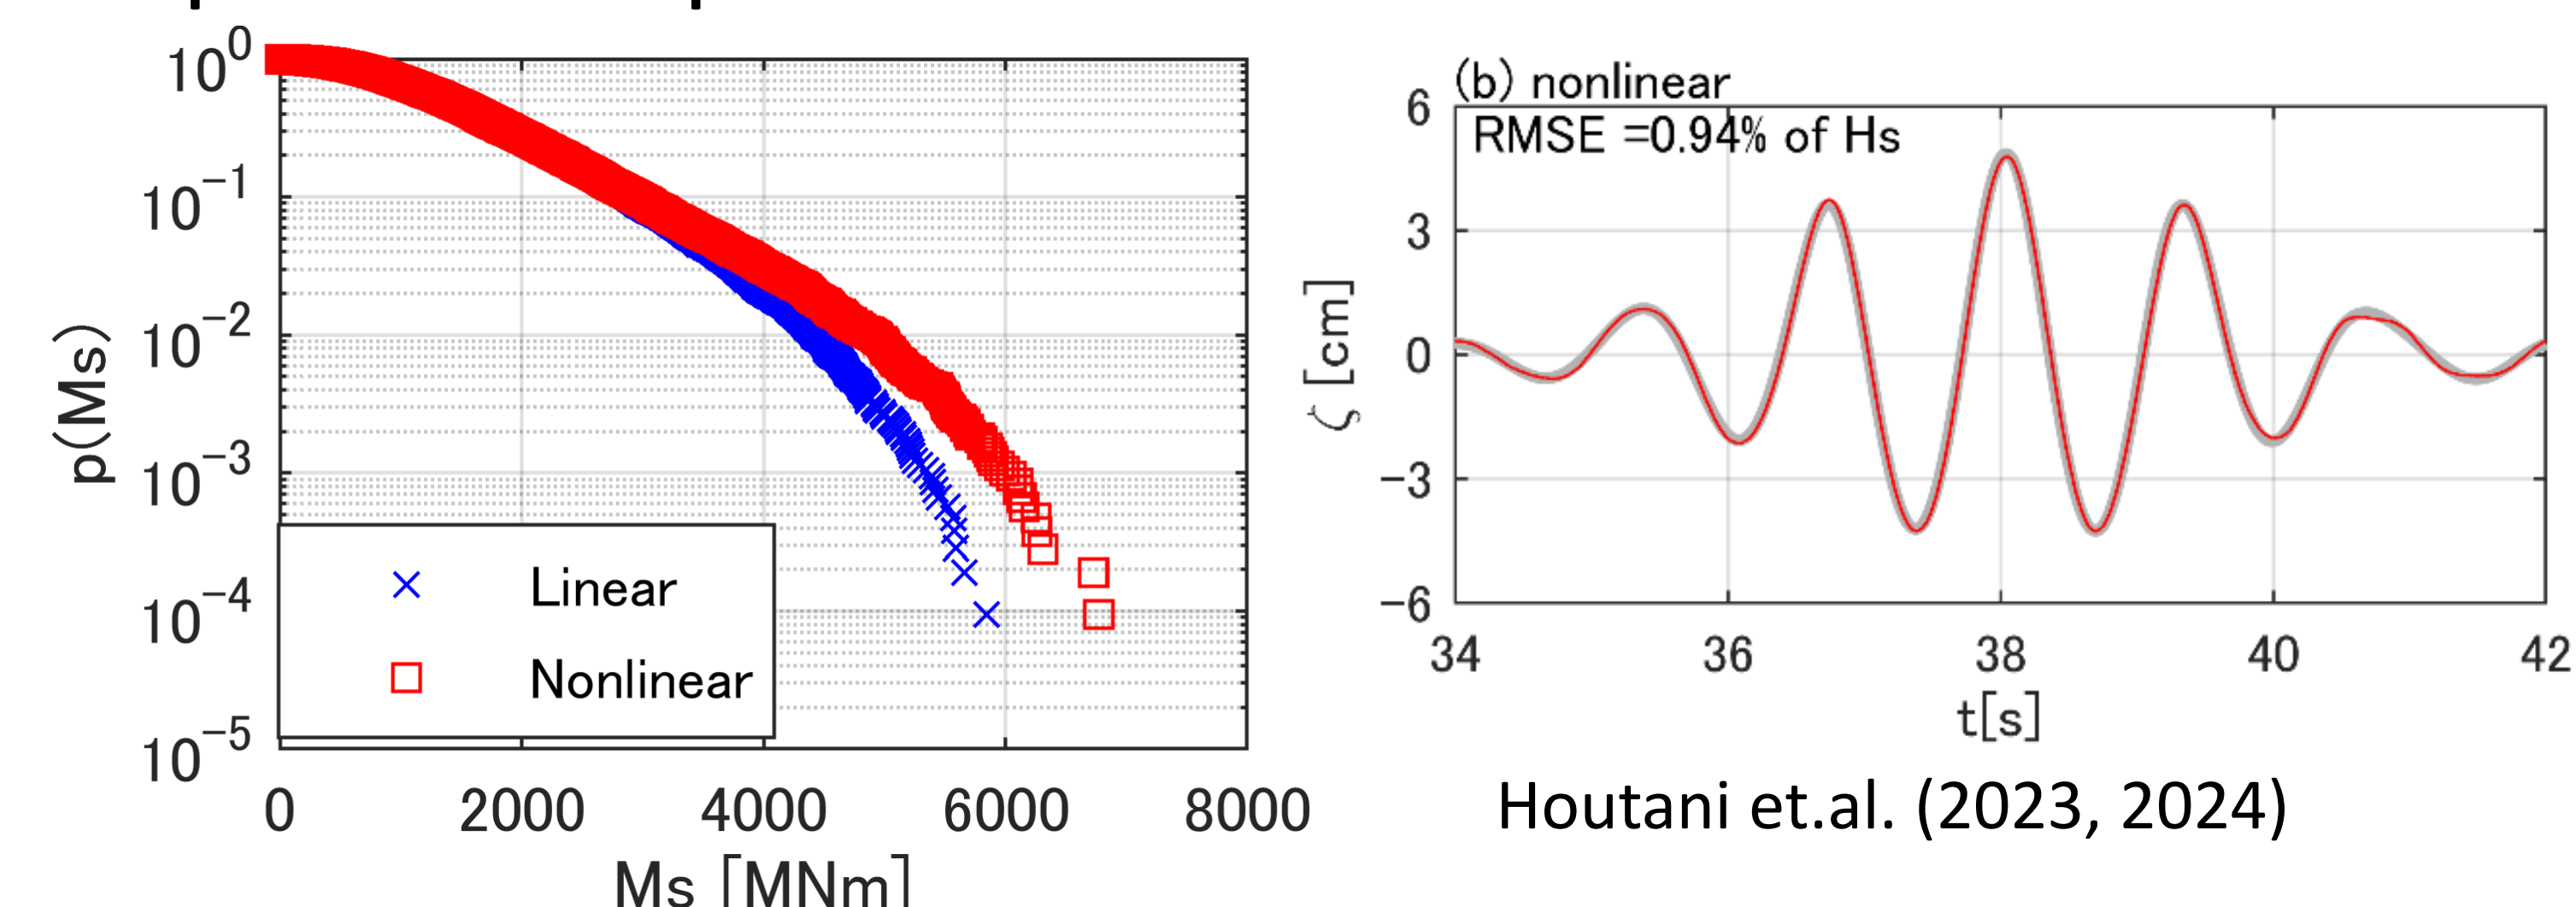 10^0
10^-1
10^-2
10^-3
10^-4
10^-5
p(Ms)
Linear
Nonlinear
0 2000 4000 6000 8000
Ms [MNm]
(b) nonlinear
RMSE =0.94% of Hs
6
3
0
-3
-6
ζ [cm]
34 36 38 40 42
t[s]
Houtani et.al. (2023, 2024)